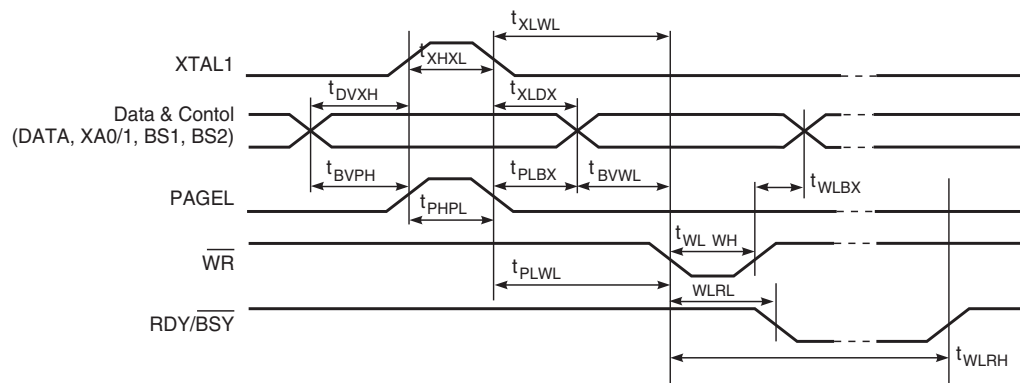 tXLWL
XTAL1
tXHXL
tDVXH
tXLDX
Data & Contol
(DATA, XA0/1, BS1, BS2)
tBVPH
tPLBX
tBVWL
tWLBX
PAGEL
tPHPL
WR
tWL WH
tPLWL
WLRL
RDY/BSY
tWLRH